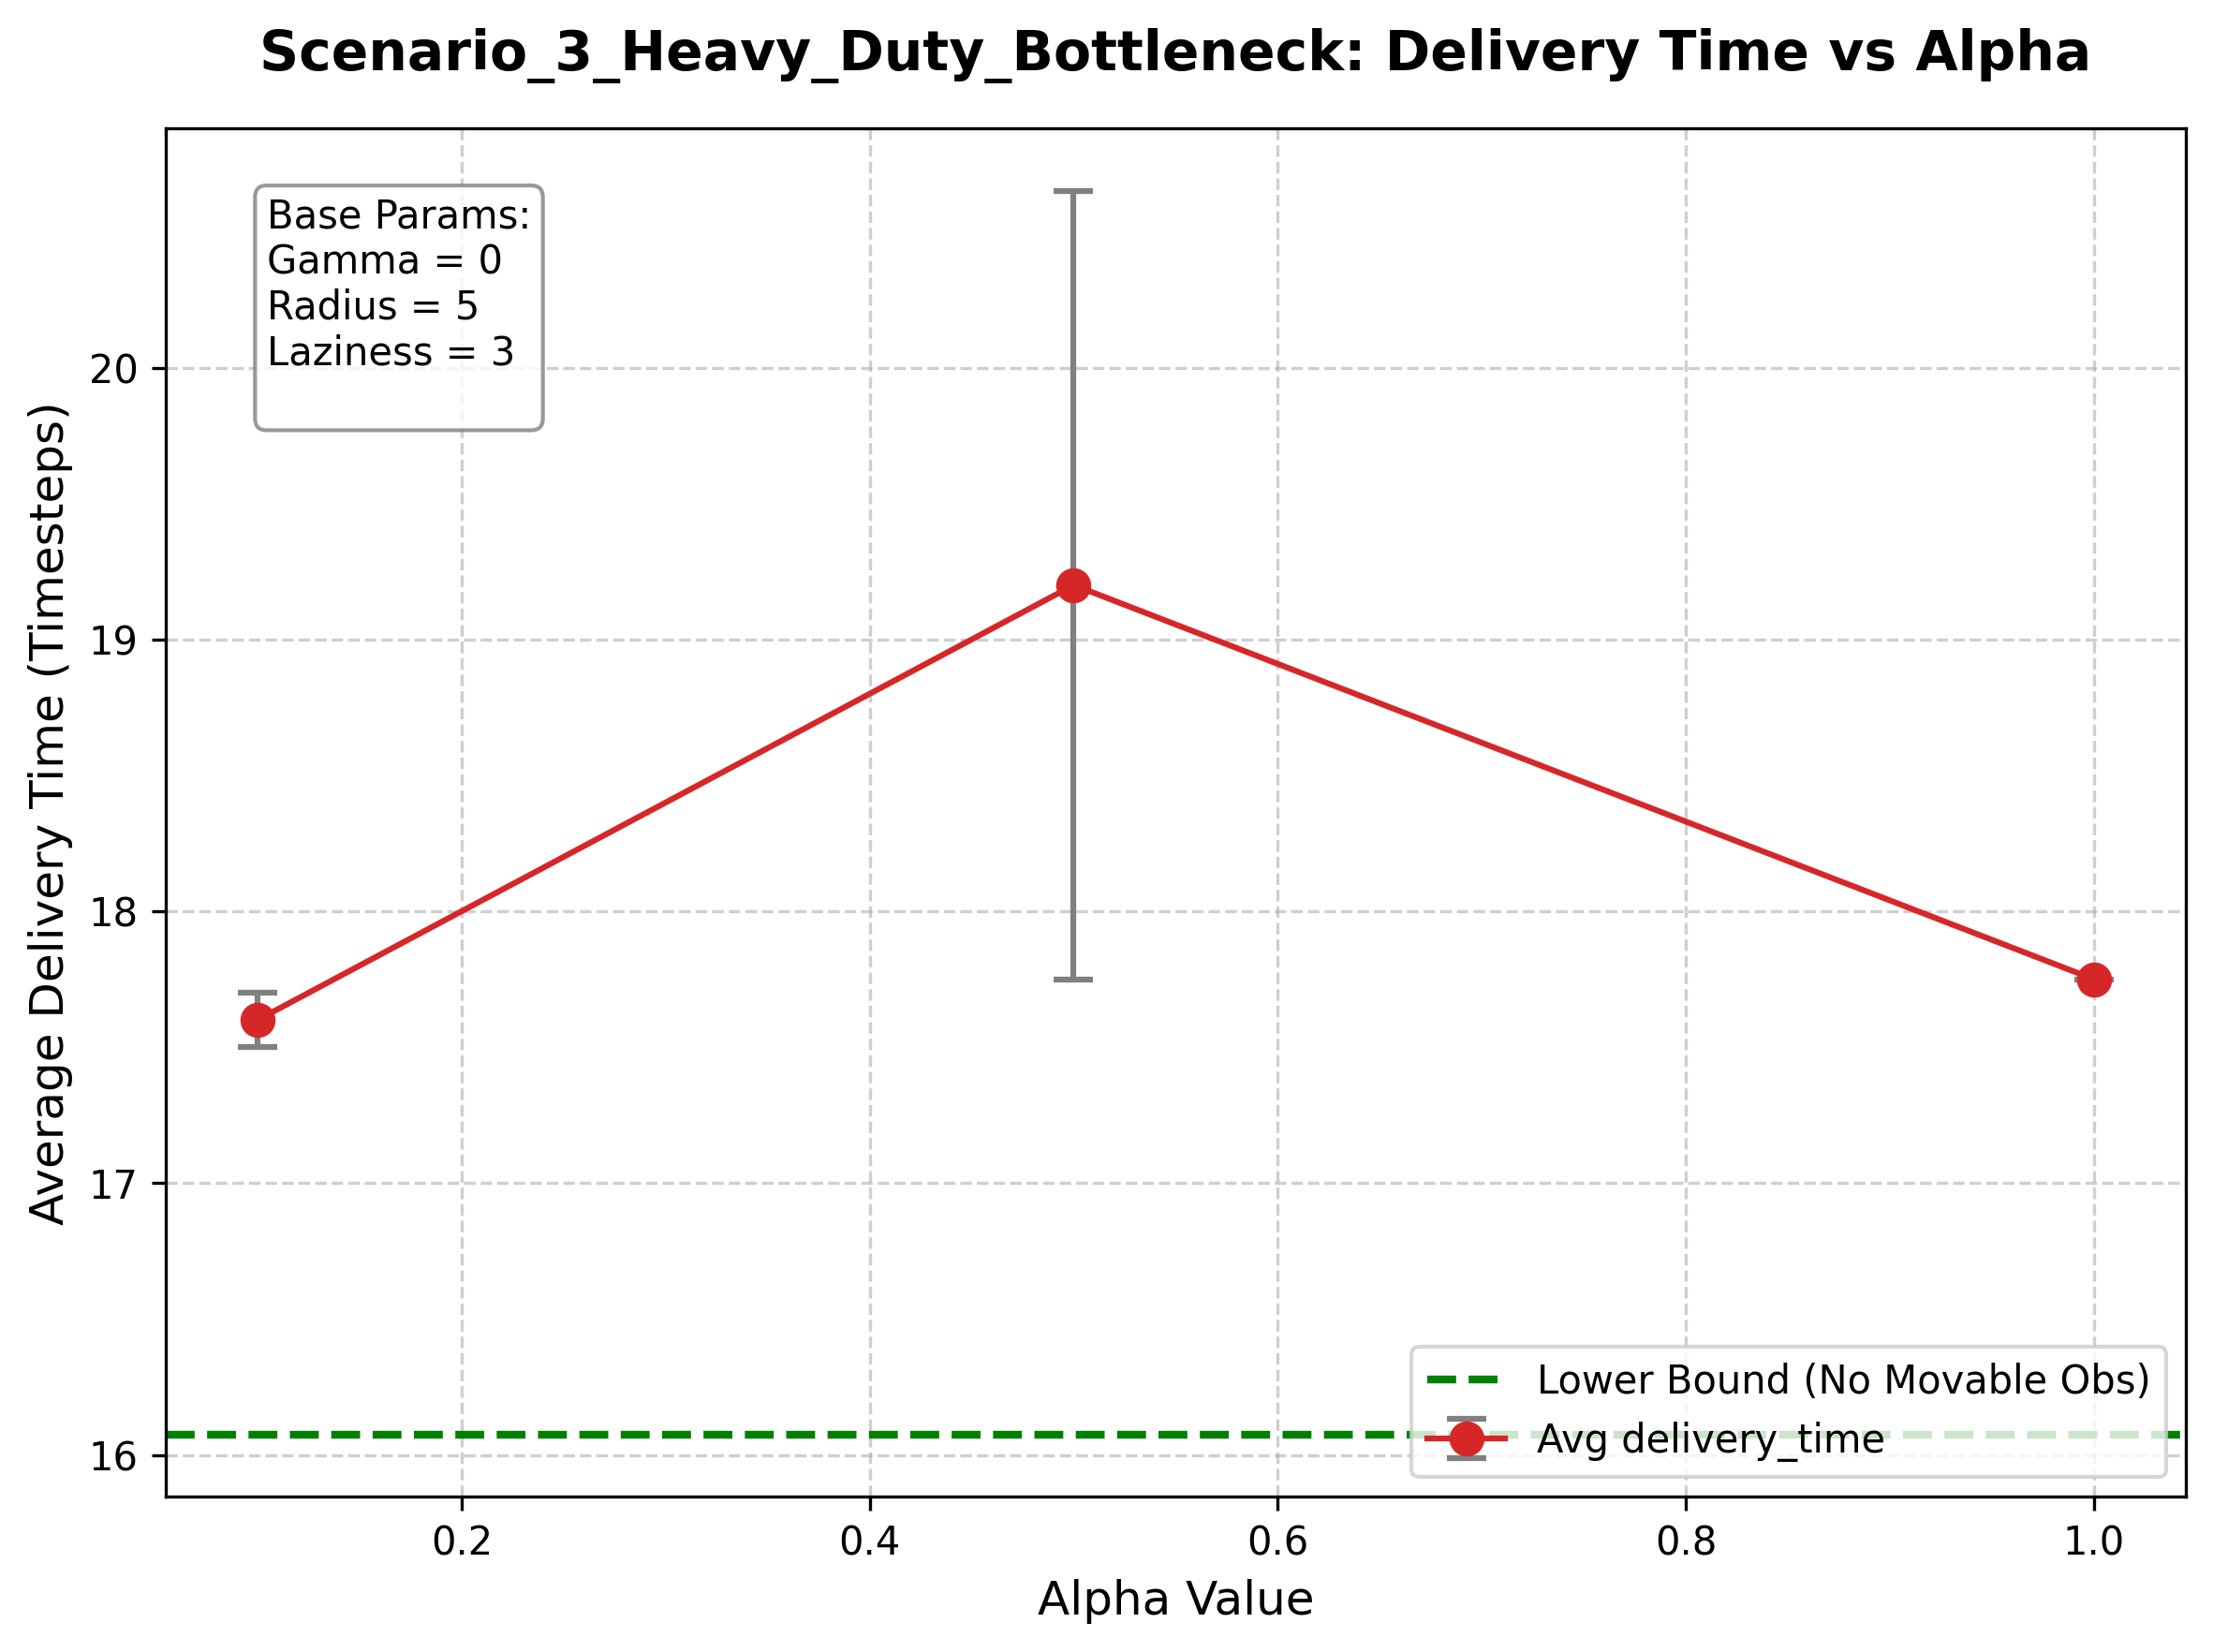 Scenario_3_Heavy_Duty_Bottleneck: Delivery Time vs Alpha
Base Params:
Gamma = 0
Radius = 5
Laziness = 3
Average Delivery Time (Timesteps)
20
19
18
17
16
Lower Bound (No Movable Obs)
Avg delivery_time
0.2
0.4
0.6
0.8
1.0
Alpha Value